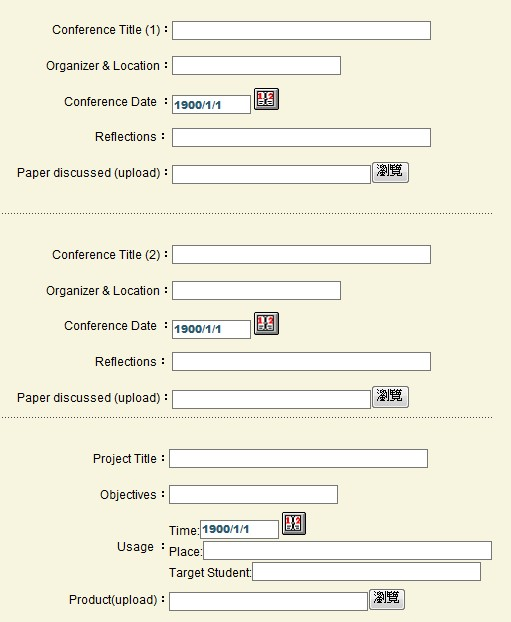 Conference Title (1)：
Organizer & Location：
Conference Date ： 1900/1/1
Reflections：
Paper discussed (upload)： 瀏覽
Conference Title (2)：
Organizer & Location：
Conference Date ： 1900/1/1
Reflections：
Paper discussed (upload)： 瀏覽
Project Title：
Objectives：
Time: 1900/1/1
Usage ：
Place:
Target Student:
Product(upload)： 瀏覽